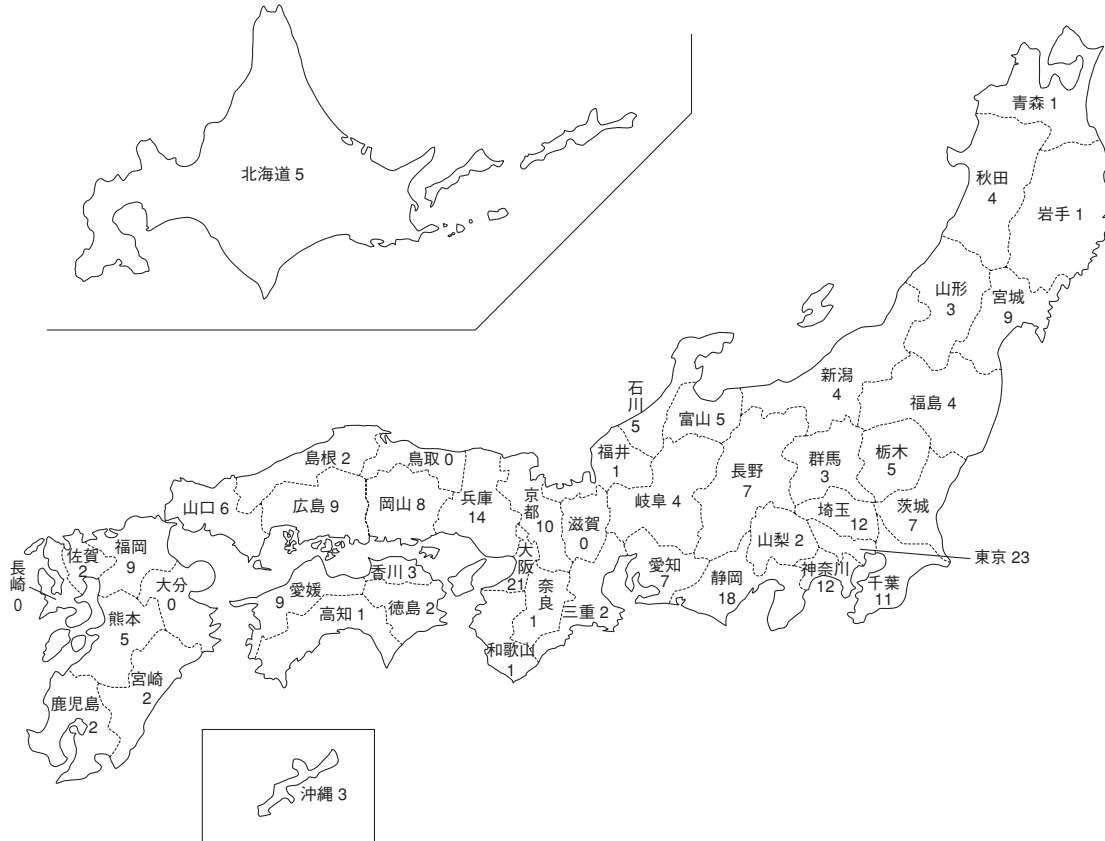 北海道 5
青森 1
秋田
4
岩手 1
山形
3
宮城
9
新潟
4
福島 4
石川
5
富山 5
福井
1
長野
7
群馬
3
栃木
5
茨城
7
埼玉
12
山梨 2
東京 23
神奈川
12
千葉
11
岐阜 4
愛知
7
静岡
18
三重 2
滋賀
0
京都
10
大阪
21
奈良
1
和歌山
1
兵庫
14
鳥取 0
島根 2
岡山 8
広島 9
山口 6
香川 3
愛媛
9
高知 1
徳島 2
福岡
9
佐賀
2
長崎
0
大分
0
熊本
5
宮崎
2
鹿児島
2
沖縄 3